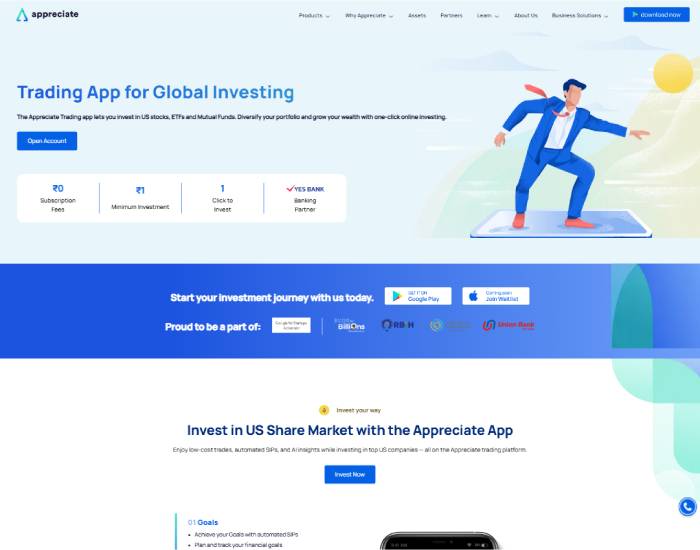 appreciate
Products
Why Appreciate
Assets
Partners
Learn
About Us
Business Solutions
download now
Trading App for Global Investing
The Appreciate Trading app lets you invest in US stocks, ETFs and Mutual Funds. Diversify your portfolio and grow your wealth with one-click online investing.
Open Account
₹0
Subscription
Fees
₹1
Minimum Investment
1
Click to
Invest
YES BANK
Banking
Partner
Start your investment journey with us today.
GET IT ON
Google Play
Coming soon
Join Waitlist
Proud to be a part of:
Google for Startups
Accelerator
BILLIONS
RBIH
Union Bank
Invest your way
Invest in US Share Market with the Appreciate App
Enjoy low-cost trades, automated SIPs, and AI insights while investing in top US companies — all on the Appreciate trading platform.
Invest Now
01 Goals
Achieve your Goals with automated SIPs
Plan and track your financial goals